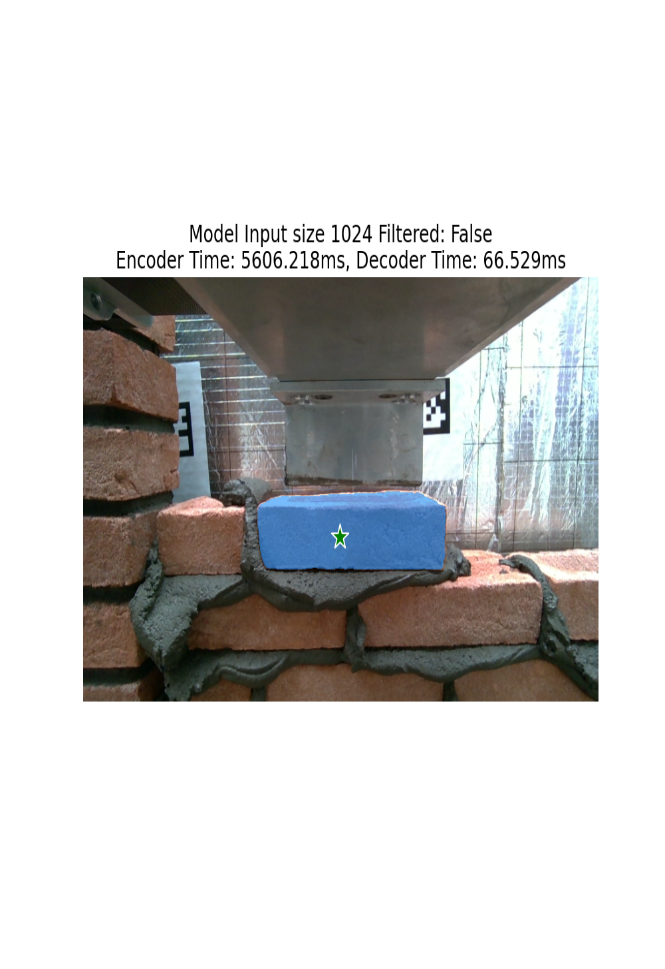 Model Input size 1024 Filtered: False
Encoder Time: 5606.218ms, Decoder Time: 66.529ms